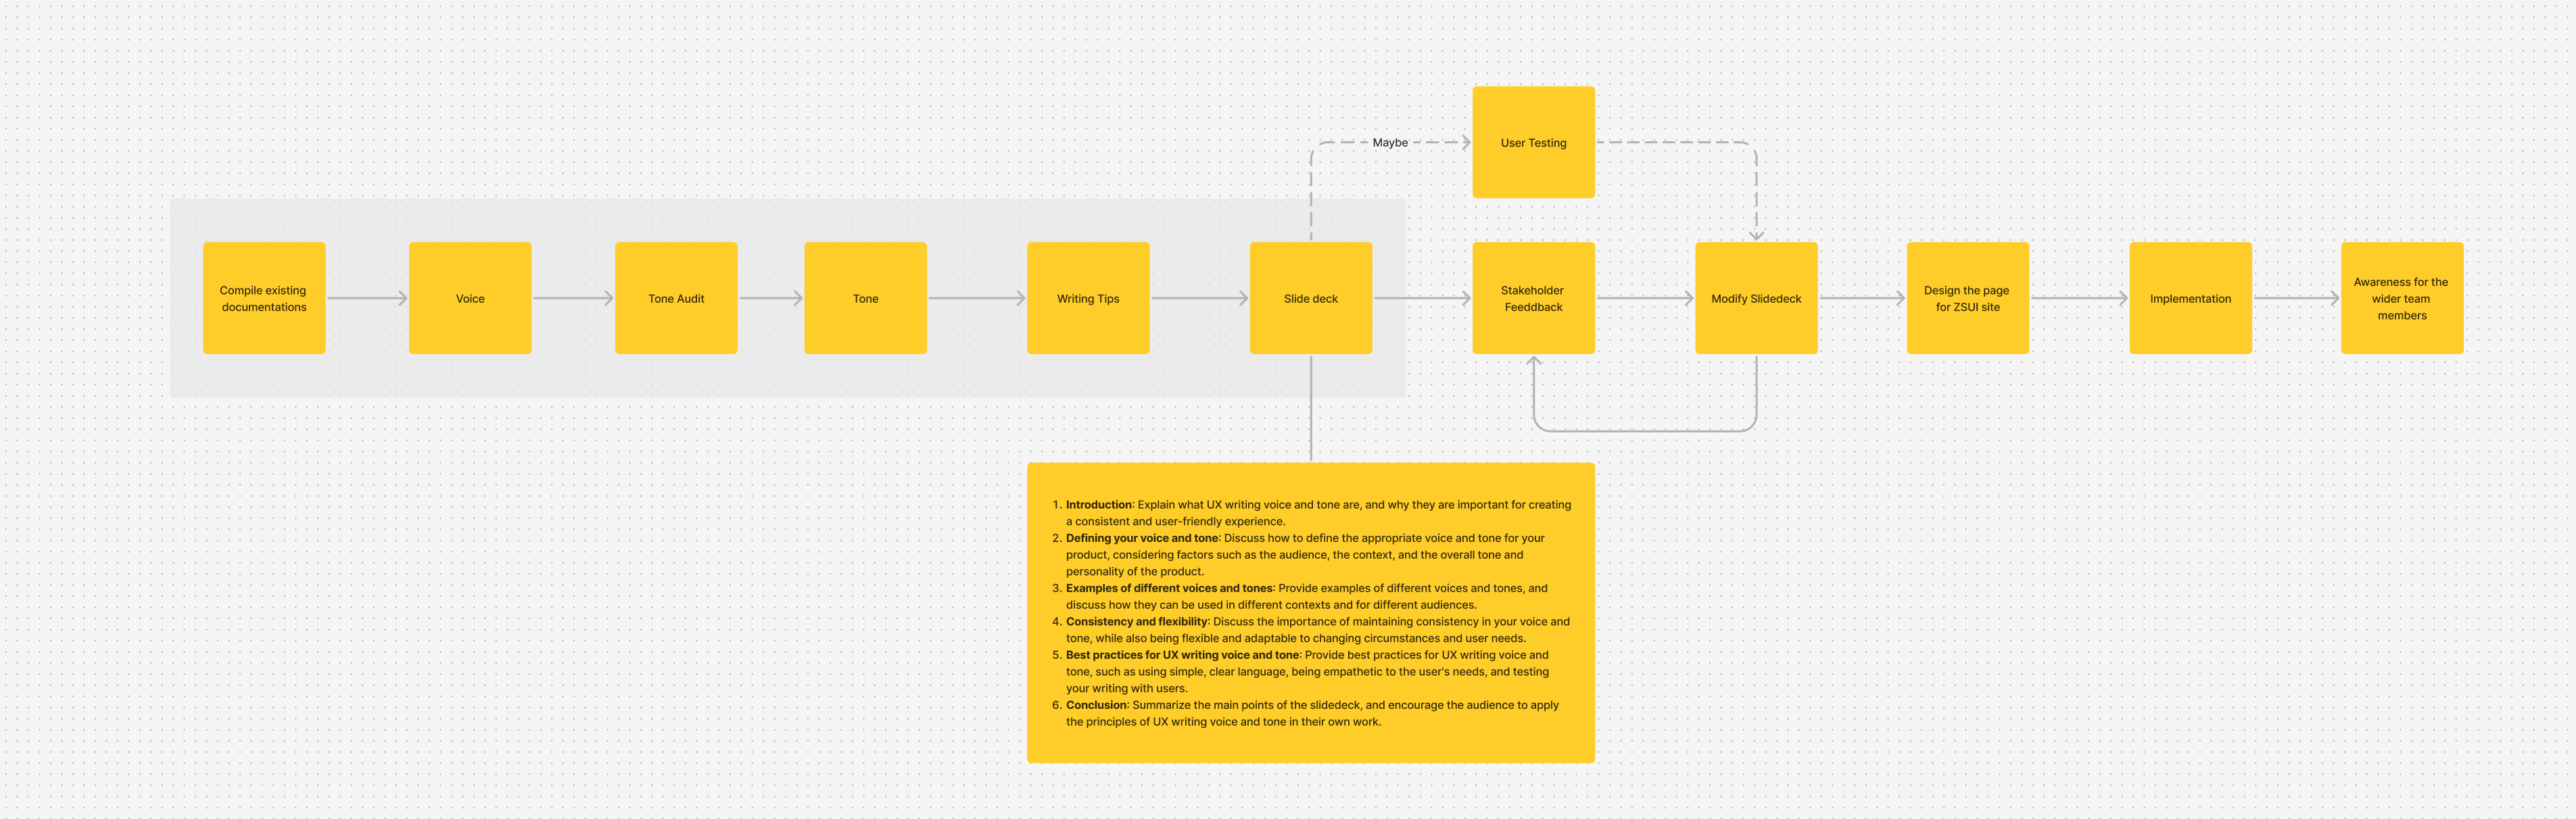 Maybe
User Testing
Compile existing
documentations
Voice
Tone Audit
Tone
Writing Tips
Slide deck
Stakeholder
Feeddback
Modify Slidedeck
Design the page
for ZSUI site
Implementation
Awareness for the
wider team
members
1. Introduction: Explain what UX writing voice and tone are, and why they are important for creating
a consistent and user-friendly experience.
2. Defining your voice and tone: Discuss how to define the appropriate voice and tone for your
product, considering factors such as the audience, the context, and the overall tone and
personality of the product.
3. Examples of different voices and tones: Provide examples of different voices and tones, and
discuss how they can be used in different contexts and for different audiences.
4. Consistency and flexibility: Discuss the importance of maintaining consistency in your voice and
tone, while also being flexible and adaptable to changing circumstances and user needs.
5. Best practices for UX writing voice and tone: Provide best practices for UX writing voice and
tone, such as using simple, clear language, being empathetic to the user's needs, and testing
your writing with users.
6. Conclusion: Summarize the main points of the slidedeck, and encourage the audience to apply
the principles of UX writing voice and tone in their own work.